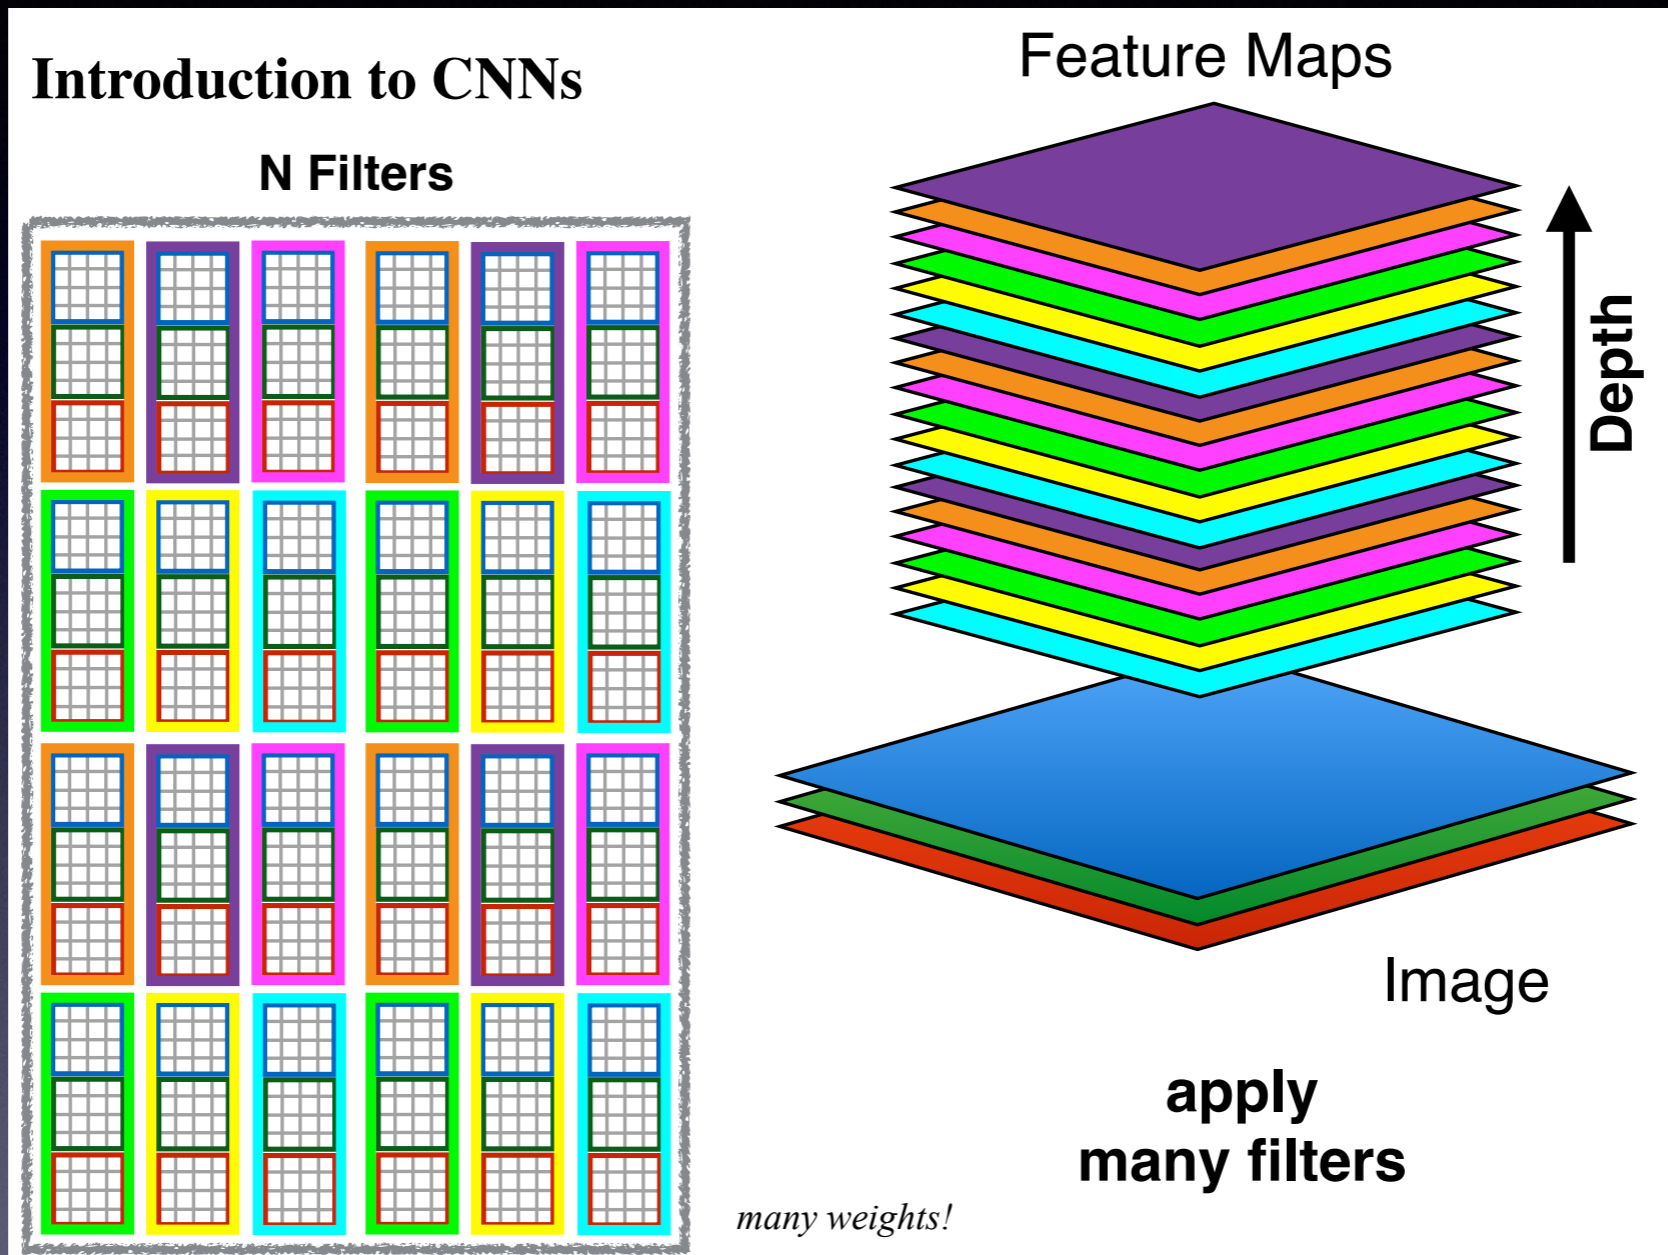 Introduction to CNNs
N Filters
Feature Maps
Depth
Image
apply
many filters
many weights!